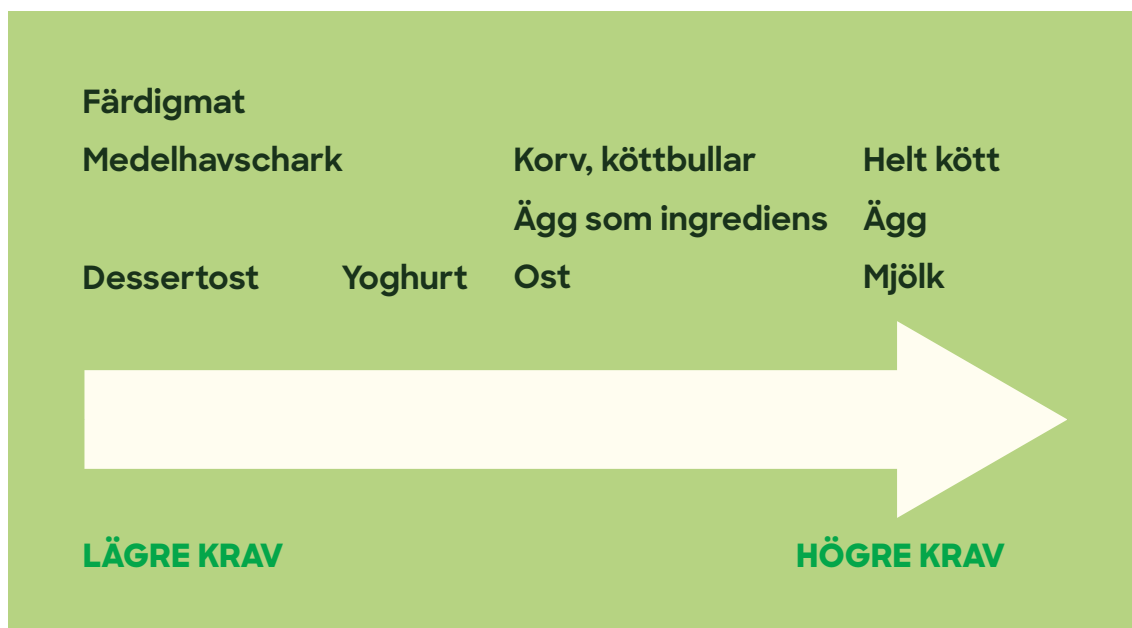 Färdigmat
Medelhavschark Korv, köttbullar Helt kött
Ägg som ingrediens Ägg
Dessertost Yoghurt Ost Mjölk
LÄGRE KRAV HÖGRE KRAV